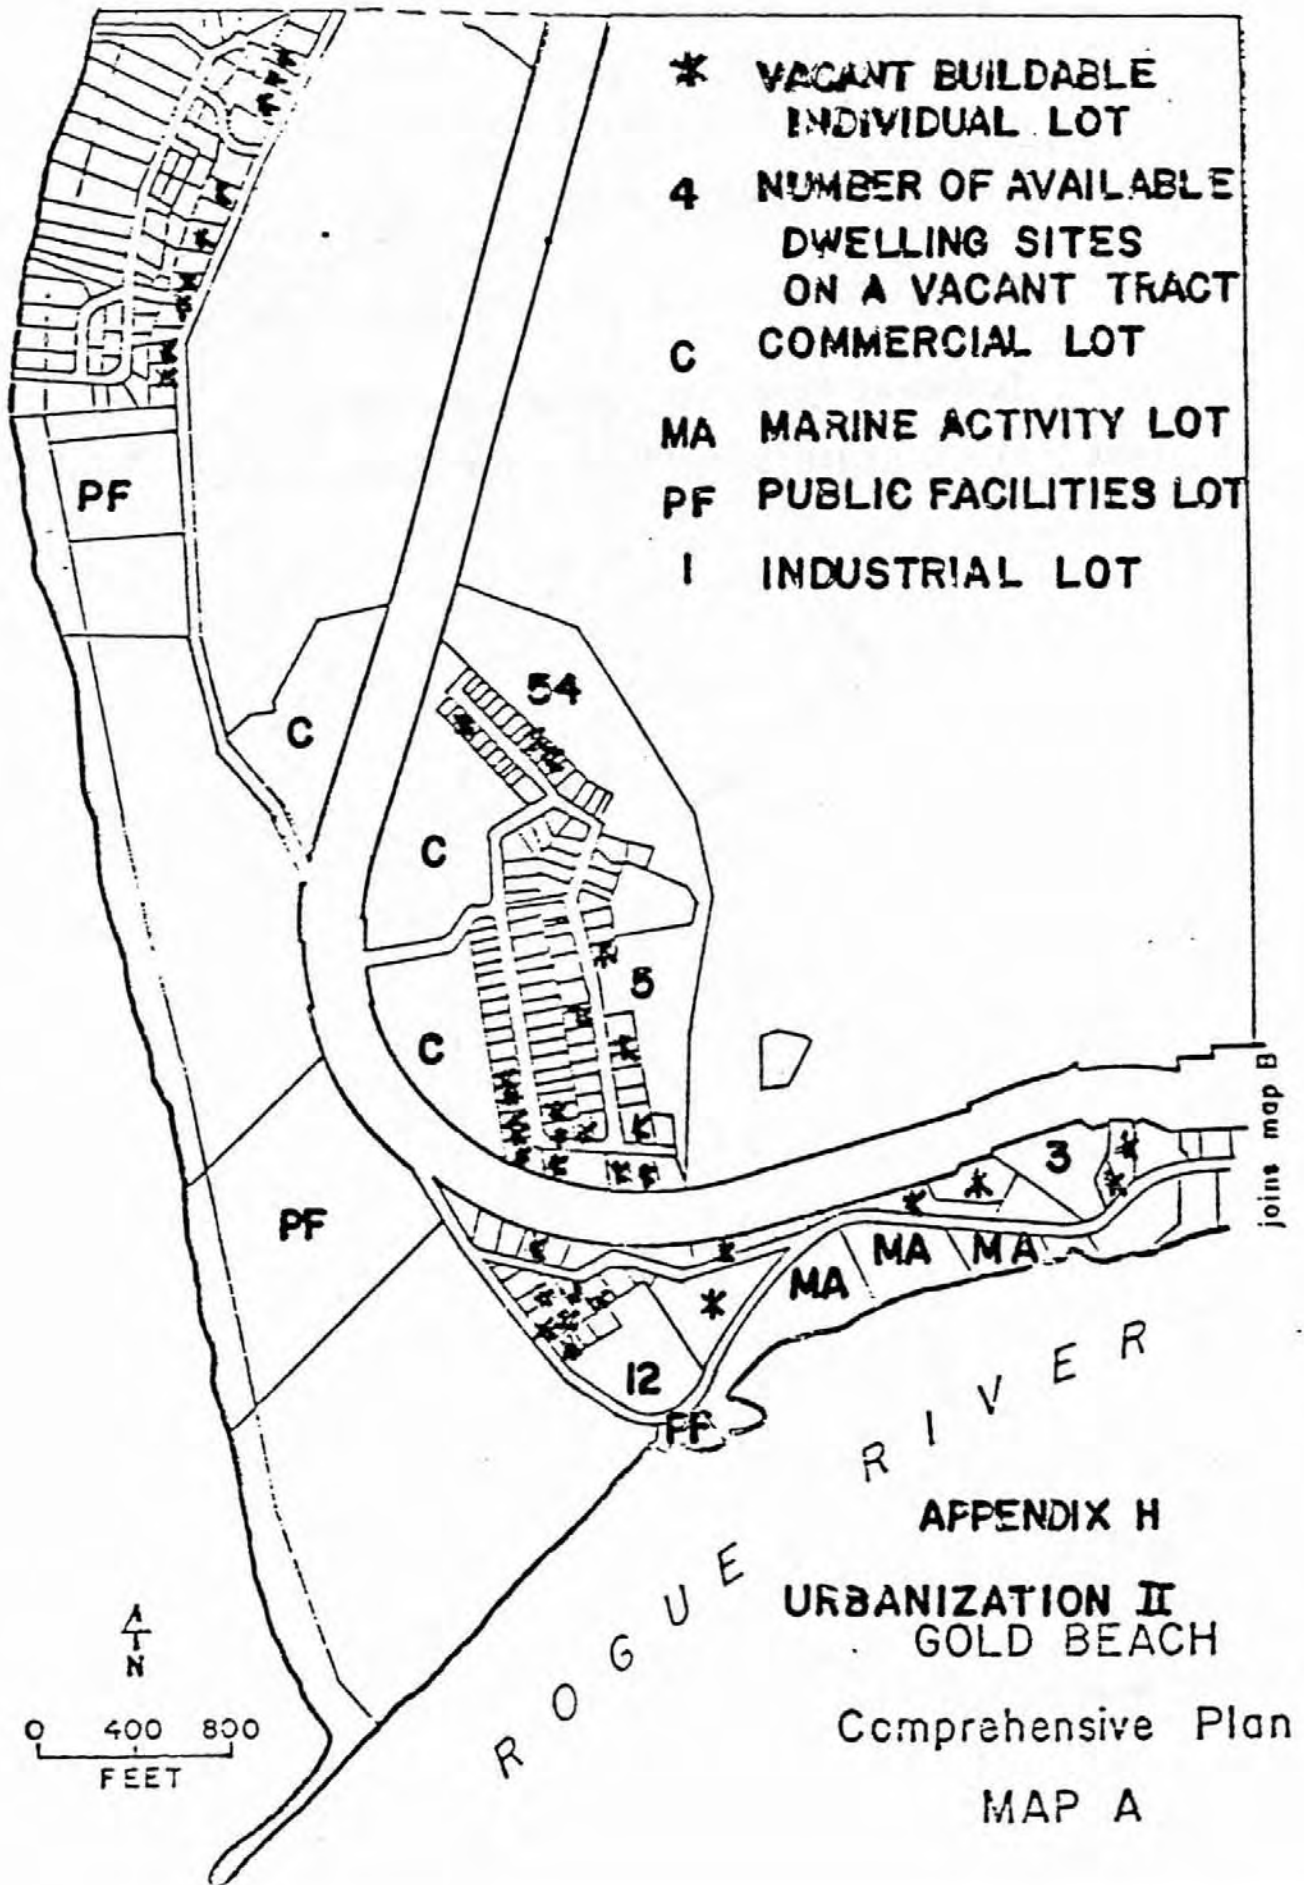 * VACANT BUILDABLE
INDIVIDUAL LOT
4 NUMBER OF AVAILABLE
DWELLING SITES
ON A VACANT TRACT
C COMMERCIAL LOT
MA MARINE ACTIVITY LOT
PF PUBLIC FACILITIES LOT
I INDUSTRIAL LOT
PF
54
C
C
5
C
joins map B
3
PF
MA
MA
MA
12
PF
ROGUE RIVER
APPENDIX H
URBANIZATION II
GOLD BEACH
Comprehensive Plan
MAP A
N
0 400 800
FEET